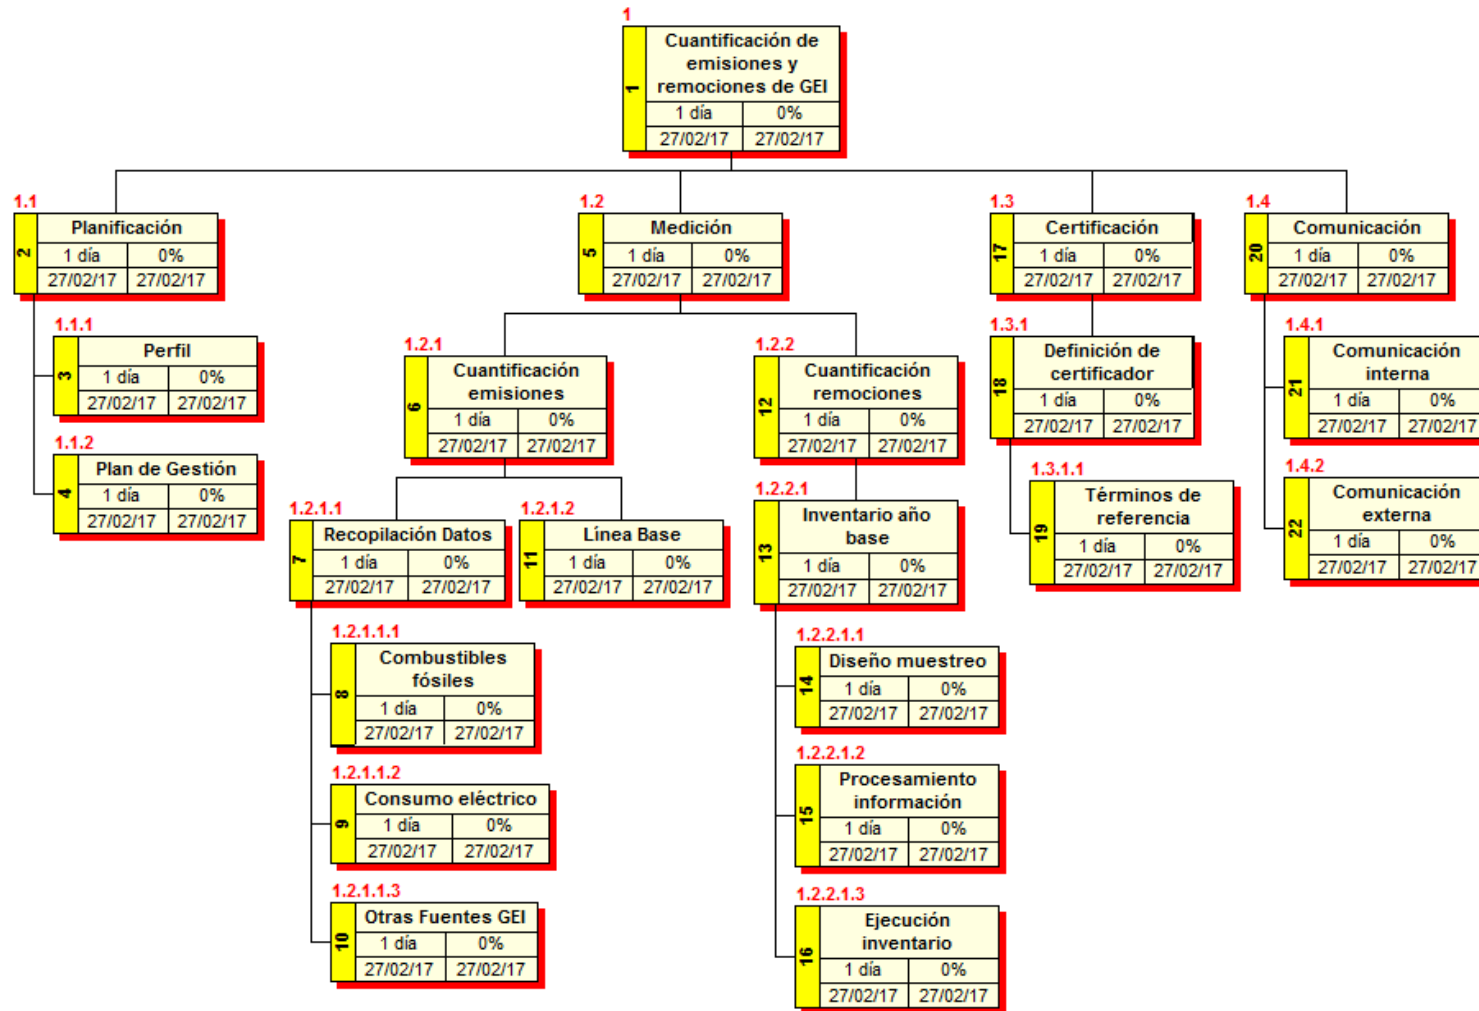 1
1
Cuantificación de
emisiones y
remociones de GEI
1 día 0%
27/02/17 27/02/17
1.1
2
Planificación
1 día 0%
27/02/17 27/02/17
1.1.1
3
Perfil
1 día 0%
27/02/17 27/02/17
1.1.2
4
Plan de Gestión
1 día 0%
27/02/17 27/02/17
1.2
5
Medición
1 día 0%
27/02/17 27/02/17
1.2.1
6
Cuantificación
emisiones
1 día 0%
27/02/17 27/02/17
1.2.1.1
7
Recopilación Datos
1 día 0%
27/02/17 27/02/17
1.2.1.1.1
8
Combustibles
fósiles
1 día 0%
27/02/17 27/02/17
1.2.1.1.2
9
Consumo eléctrico
1 día 0%
27/02/17 27/02/17
1.2.1.1.3
10
Otras Fuentes GEI
1 día 0%
27/02/17 27/02/17
1.2.1.2
11
Línea Base
1 día 0%
27/02/17 27/02/17
1.2.2
12
Cuantificación
remociones
1 día 0%
27/02/17 27/02/17
1.2.2.1
13
Inventario año
base
1 día 0%
27/02/17 27/02/17
1.2.2.1.1
14
Diseño muestreo
1 día 0%
27/02/17 27/02/17
1.2.2.1.2
15
Procesamiento
información
1 día 0%
27/02/17 27/02/17
1.2.2.1.3
16
Ejecución
inventario
1 día 0%
27/02/17 27/02/17
1.3
17
Certificación
1 día 0%
27/02/17 27/02/17
1.3.1
18
Definición de
certificador
1 día 0%
27/02/17 27/02/17
1.3.1.1
19
Términos de
referencia
1 día 0%
27/02/17 27/02/17
1.4
20
Comunicación
1 día 0%
27/02/17 27/02/17
1.4.1
21
Comunicación
interna
1 día 0%
27/02/17 27/02/17
1.4.2
22
Comunicación
externa
1 día 0%
27/02/17 27/02/17